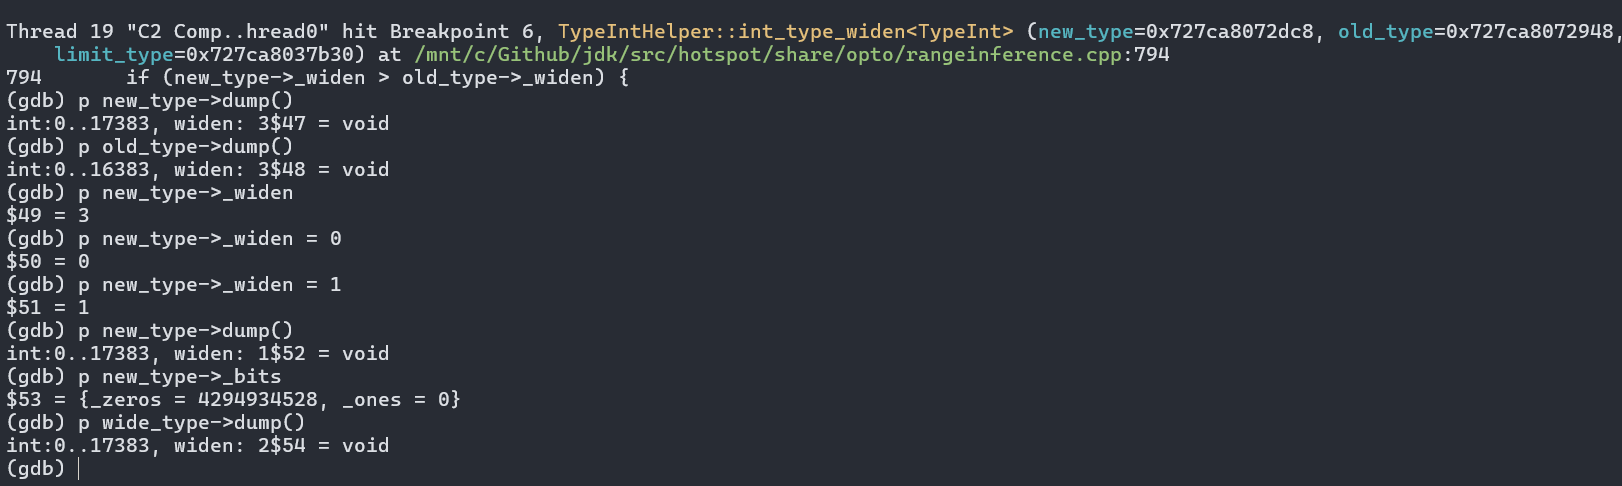 Thread 19 "C2 Comp..hread0" hit Breakpoint 6, TypeIntHelper::int_type_widen<TypeInt> (new_type=0x727ca8072dc8, old_type=0x727ca8072948,
    limit_type=0x727ca8037b30) at /mnt/c/Github/jdk/src/hotspot/share/opto/rangeinference.cpp:794
794       if (new_type->_widen > old_type->_widen) {
(gdb) p new_type->dump()
int:0..17383, widen: 3$47 = void
(gdb) p old_type->dump()
int:0..16383, widen: 3$48 = void
(gdb) p new_type->_widen
$49 = 3
(gdb) p new_type->_widen = 0
$50 = 0
(gdb) p new_type->_widen = 1
$51 = 1
(gdb) p new_type->dump()
int:0..17383, widen: 1$52 = void
(gdb) p new_type->_bits
$53 = {_zeros = 4294934528, _ones = 0}
(gdb) p wide_type->dump()
int:0..17383, widen: 2$54 = void
(gdb)